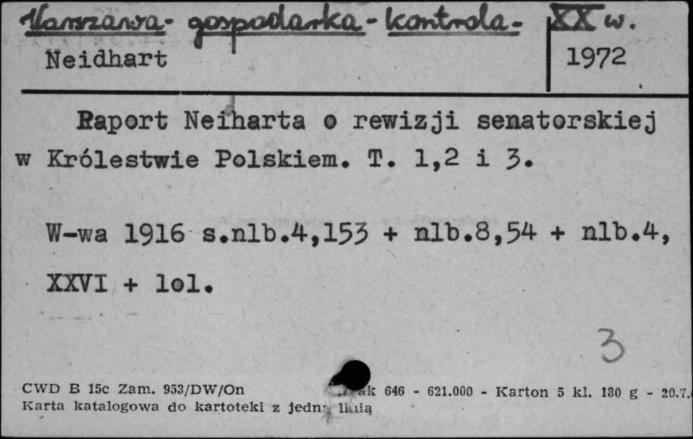 Warszawa - gospodarka - kontrola - XX w.
Neidhart 1972
Raport Neidharta o rewizji senatorskiej
w Królestwie Polskiem. T. 1,2 i 3.
W-wa 1916 s.nlb.4,153 + nlb.8,54 + nlb.4,
XXVI + lol.
3
CWD B 15c Zam. 953/DW/On 646 - 621.000 - Karton 5 kl. 180 g - 20.7.
Karta katalogowa do kartoteki z jedną linią